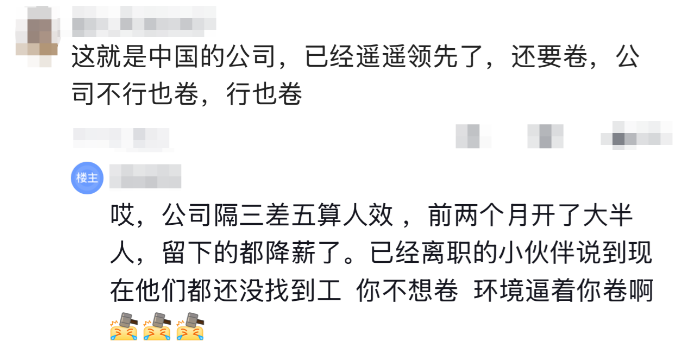 这就是中国的公司，已经遥遥领先了，还要卷，公
司不行也卷，行也卷
楼主
哎，公司隔三差五算人效 ，前两个月开了大半
人，留下的都降薪了。已经离职的小伙伴说到现
在他们都还没找到工  你不想卷  环境逼着你卷啊